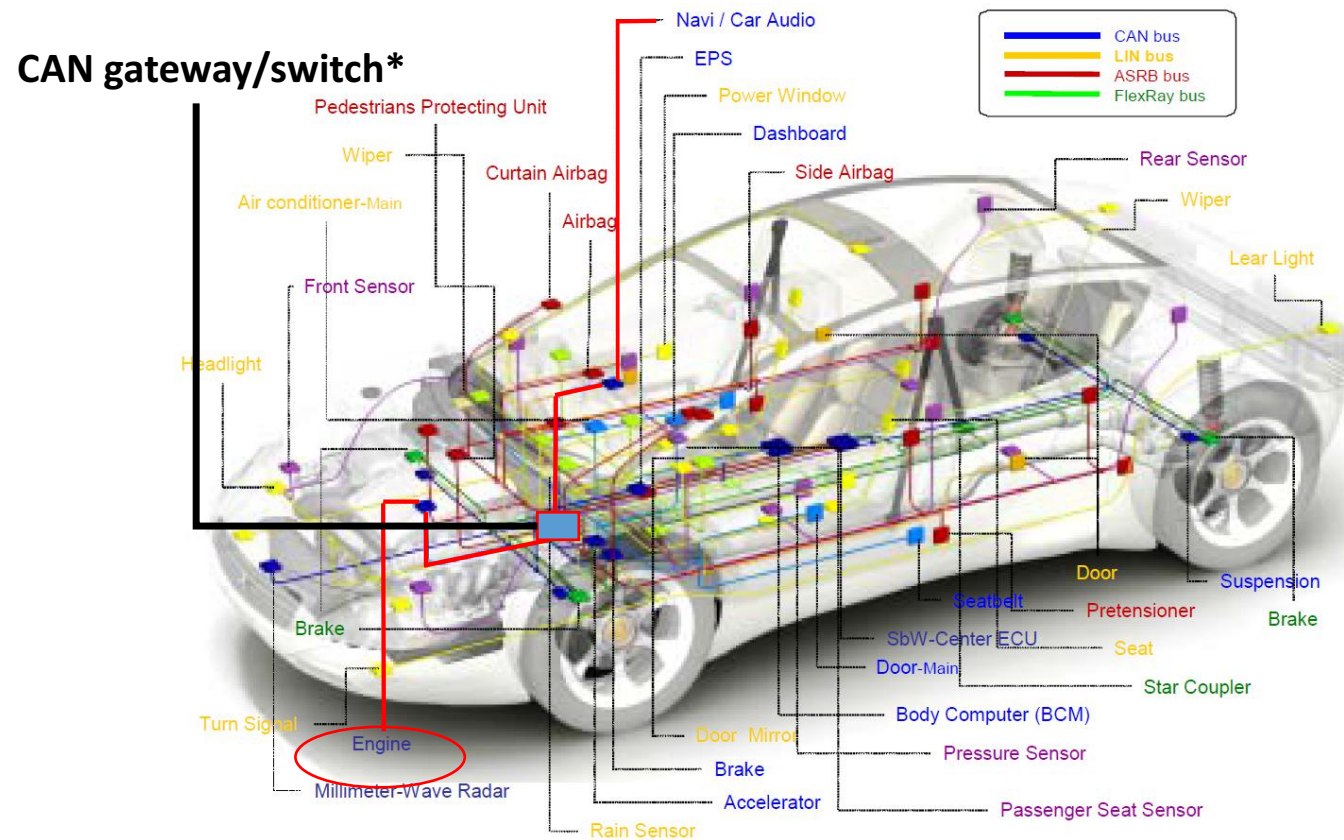 Navi / Car Audio
CAN bus
LIN bus
ASRB bus
FlexRay bus
CAN gateway/switch*
EPS
Power Window
Pedestrians Protecting Unit
Dashboard
Wiper
Curtain Airbag
Side Airbag
Rear Sensor
Air conditioner-Main
Wiper
Airbag
Lear Light
Front Sensor
Headlight
Door
Suspension
Seatbelt
Pretensioner
Brake
Brake
SbW-Center ECU
Seat
Door-Main
Star Coupler
Turn Signal
Body Computer (BCM)
Engine
Door Mirror
Pressure Sensor
Brake
Millimeter-Wave Radar
Accelerator
Passenger Seat Sensor
Rain Sensor